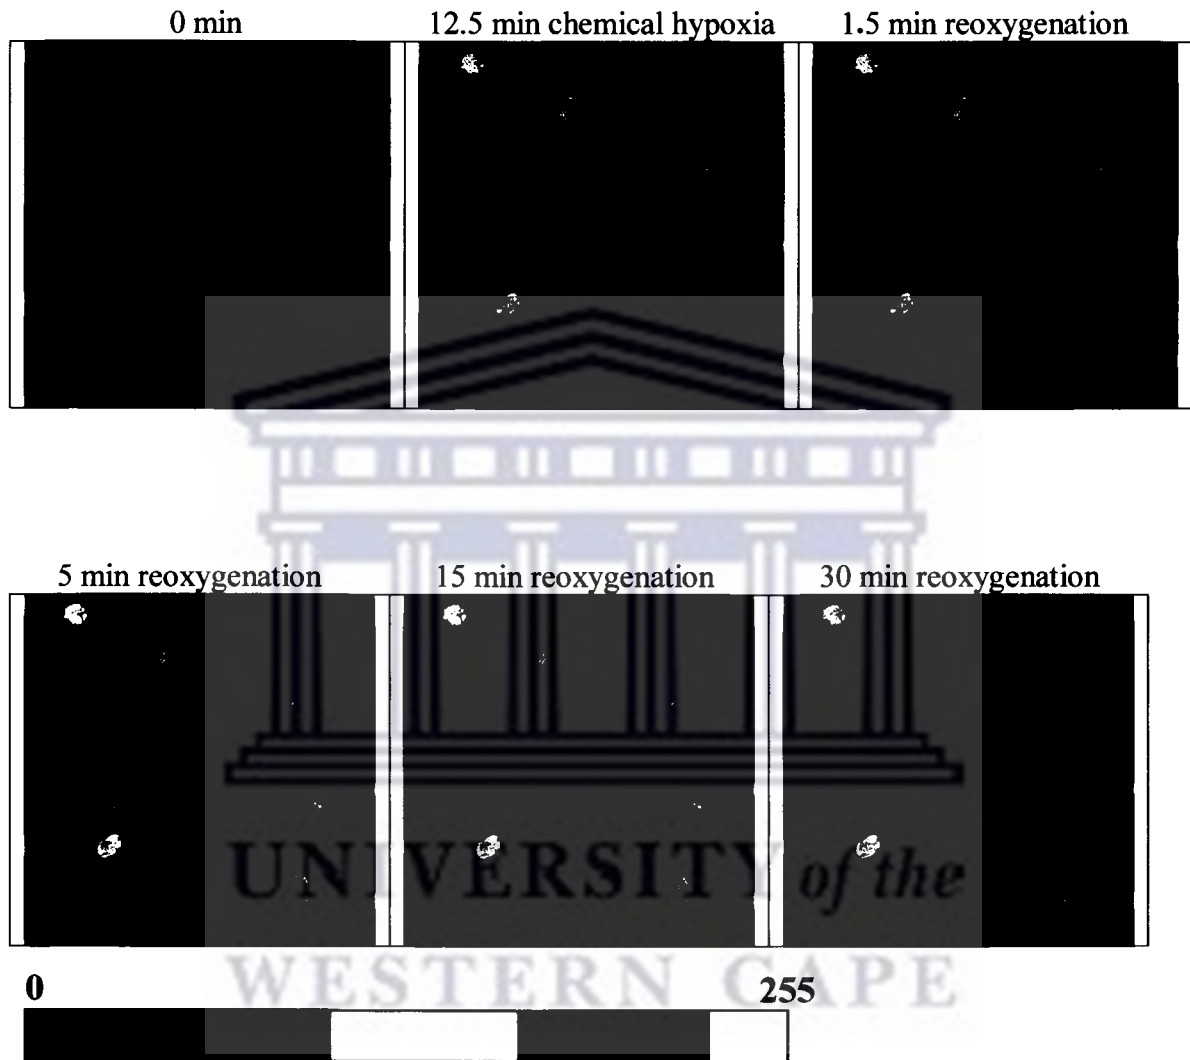 0 min
12.5 min chemical hypoxia
1.5 min reoxygenation
5 min reoxygenation
15 min reoxygenation
30 min reoxygenation
UNIVERSITY of the
WESTERN CAPE
0
255